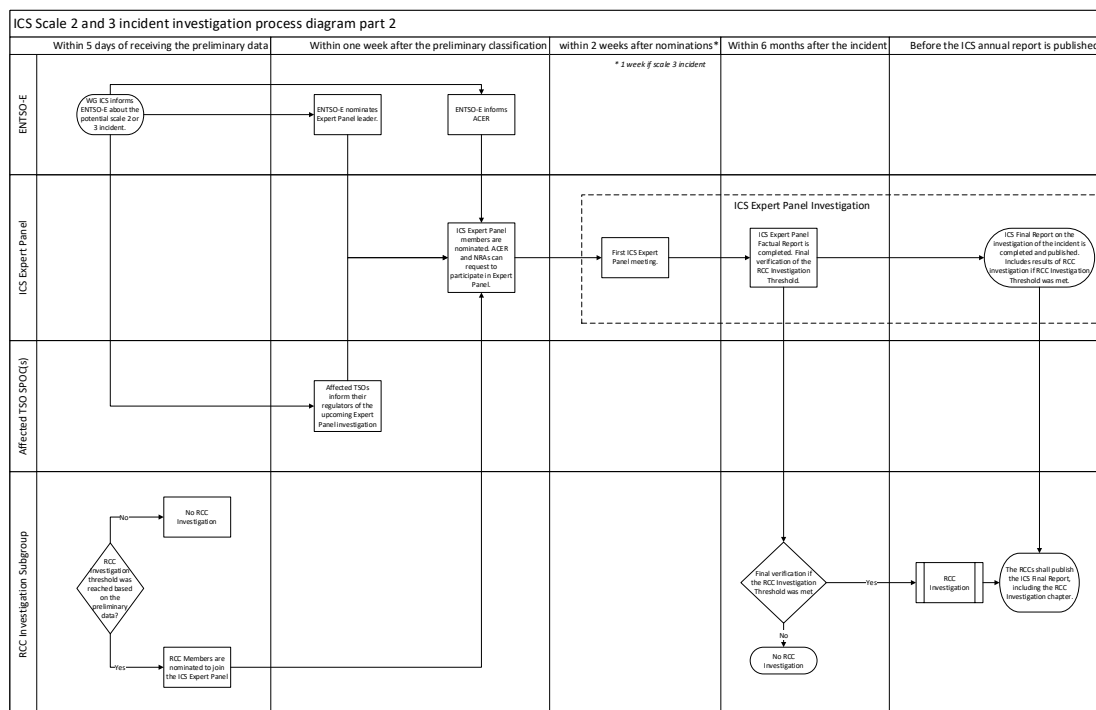 ICS Scale 2 and 3 incident investigation process diagram part 2
Within 5 days of receiving the preliminary data
Within one week after the preliminary classification
within 2 weeks after nominations*
Within 6 months after the incident
Before the ICS annual report is published
* 1 week if scale 3 incident
ENTSO-E
WG ICS informs
ENTSO-E about the
potential scale 2 or
3 incident.
ENTSO-E nominates
Expert Panel leader.
ENTSO-E informs
ACER
ICS Expert Panel
ICS Expert Panel Investigation
ICS Expert Panel
members are
nominated. ACER
and NRAs can
request to
participate in Expert
Panel.
First ICS Expert
Panel meeting.
ICS Expert Panel
Factual Report is
completed. Final
verification of the
RCC Investigation
Threshold.
ICS Final Report on the
investigation of the incident is
completed and published.
Includes results of RCC
investigation if RCC Investigation
Threshold was met.
Affected TSO SPOC(s)
Affected TSOs
inform their
regulators of the
upcoming Expert
Panel investigation
RCC Investigation Subgroup
No
No RCC
Investigation
RCC
Investigation
threshold was
reached based
on the
preliminary
data?
Yes
RCC Members are
nominated to join
the ICS Expert Panel
Final verification if
the RCC Investigation
Threshold was met
Yes
RCC
Investigation
The RCCs shall publish
the ICS Final Report,
including the RCC
Investigation chapter.
No
No RCC
Investigation